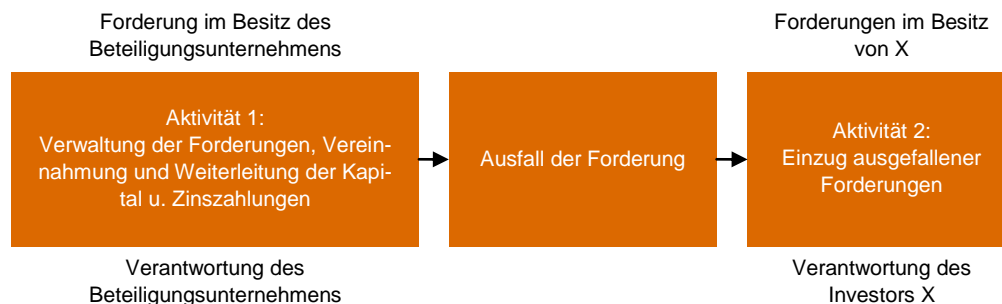 Forderung im Besitz des
Beteiligungsunternehmens
Forderungen im Besitz
von X
Aktivität 1:
Verwaltung der Forderungen, Verein-
nahmung und Weiterleitung der Kapi-
tal u. Zinszahlungen
Ausfall der Forderung
Aktivität 2:
Einzug ausgefallener
Forderungen
Verantwortung des
Beteiligungsunternehmens
Verantwortung des
Investors X